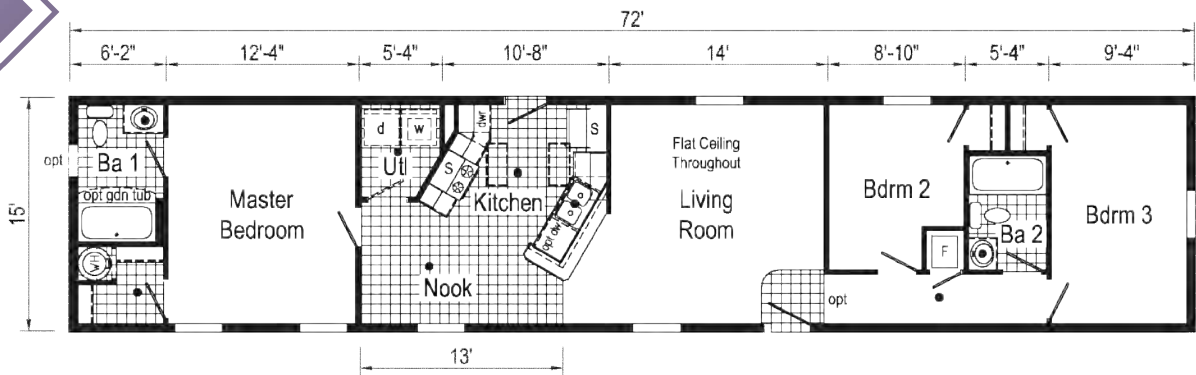 72'
6'-2" 12'-4" 5'-4" 10'-8" 14' 8'-10" 5'-4" 9'-4"
15'
opt
Ba 1
opt gdn tub
WH
Master
Bedroom
d w
Utl
S
dwr
S
Kitchen
opt dw
Nook
Flat Ceiling
Throughout
Living
Room
opt
Bdrm 2
F
Ba 2
Bdrm 3
13'